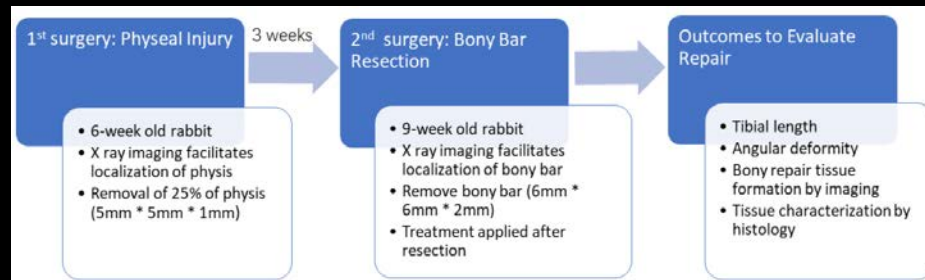 1st surgery: Physeal Injury
• 6-week old rabbit
• X ray imaging facilitates
localization of physis
• Removal of 25% of physis
(5mm * 5mm * 1mm)
3 weeks
2nd surgery: Bony Bar
Resection
• 9-week old rabbit
• X ray imaging facilitates
localization of bony bar
• Remove bony bar (6mm *
6mm * 2mm)
• Treatment applied after
resection
Outcomes to Evaluate
Repair
• Tibial length
• Angular deformity
• Bony repair tissue
formation by imaging
• Tissue characterization by
histology